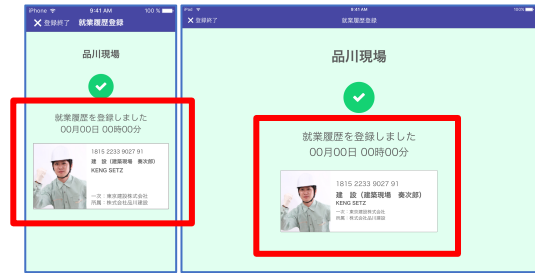 iPhone 9:41 AM 100 %
✕ 登録終了 就業履歴登録
品川現場
就業履歴を登録しました
00月00日 00時00分
1815 2233 9027 91
建 設（建築現場 奏次郎）
KENG SETZ
一次：東京建設株式会社
所属：株式会社品川建設
iPad 9:41 AM 100%
✕ 登録終了 就業履歴登録
品川現場
就業履歴を登録しました
00月00日 00時00分
1815 2233 9027 91
建 設（建築現場 奏次郎）
KENG SETZ
一次：東京建設株式会社
所属：株式会社品川建設